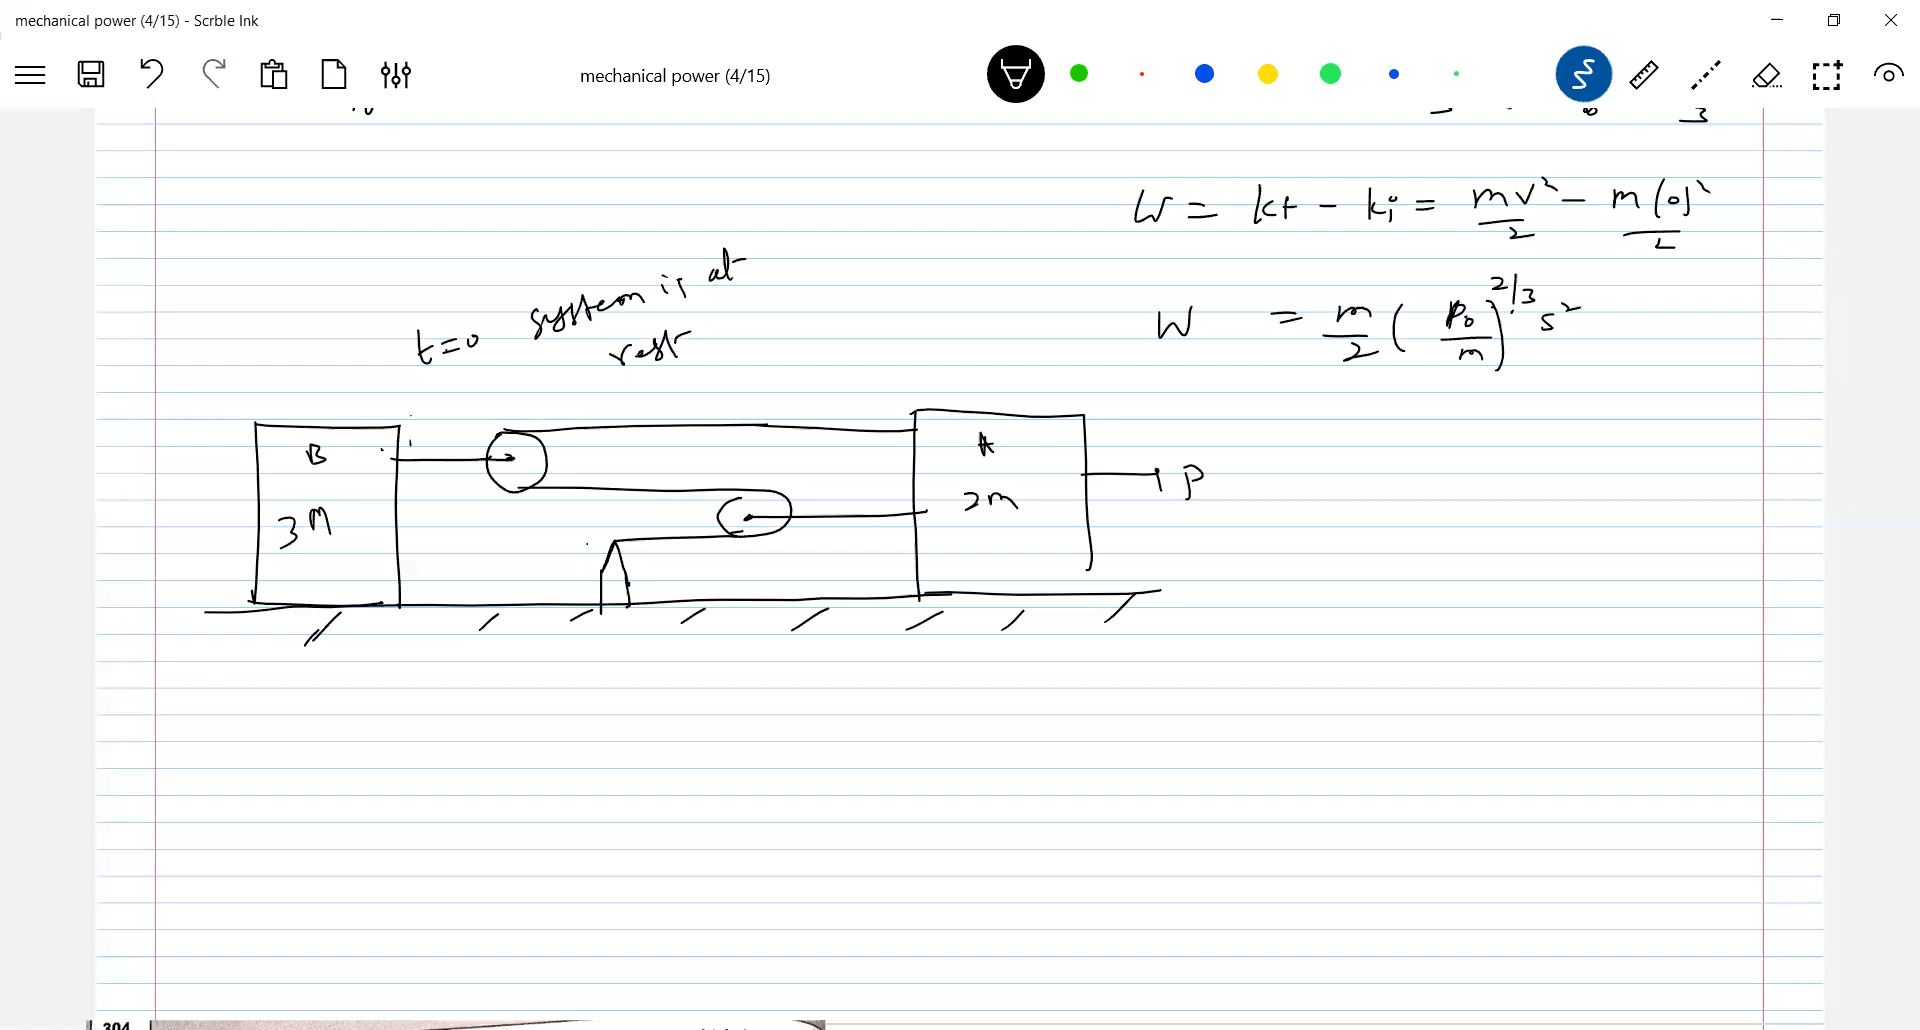 mechanical power (4/15) - Scrble Ink
mechanical power (4/15)
3
W = kf - ki = mv²/2 - m(0)²/2
t=0 system is at rest
W = m/2 (P₀/m)^2/3 s²
B
3M
A
2m
P
304